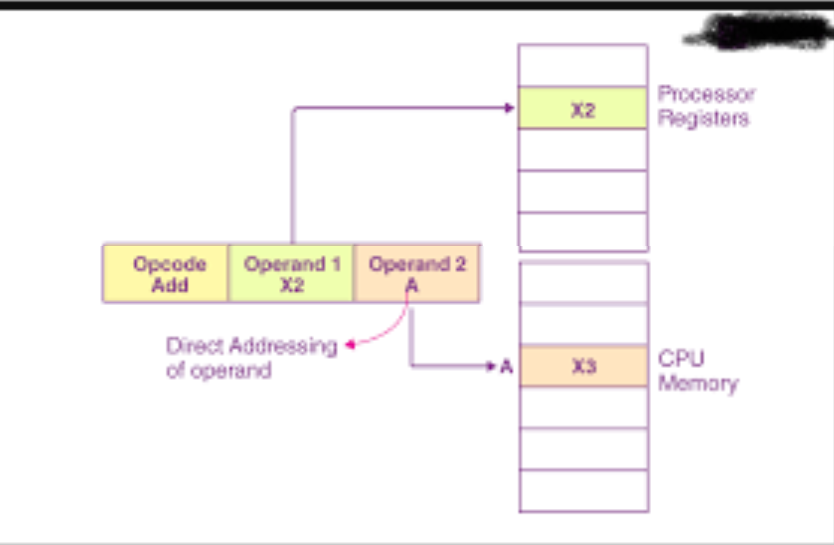 X2
Processor
Registers
Opcode
Add
Operand 1
X2
Operand 2
A
Direct Addressing
of operand
A
X3
CPU
Memory